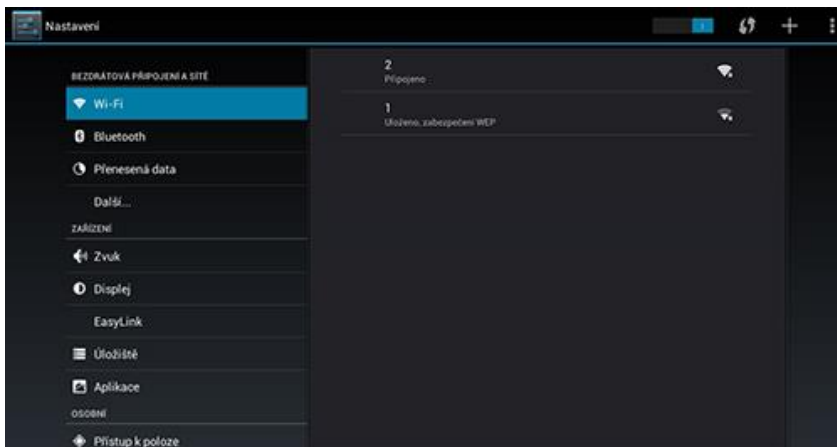 Nastavení
BEZDRÁTOVÁ PŘIPOJENÍ A SÍTĚ
Wi-Fi
Bluetooth
Přenesená data
Další...
ZAŘÍZENÍ
Zvuk
Displej
EasyLink
Úložiště
Aplikace
OSOBNÍ
Přístup k poloze
2
Připojeno
1
Uloženo, zabezpečení WEP